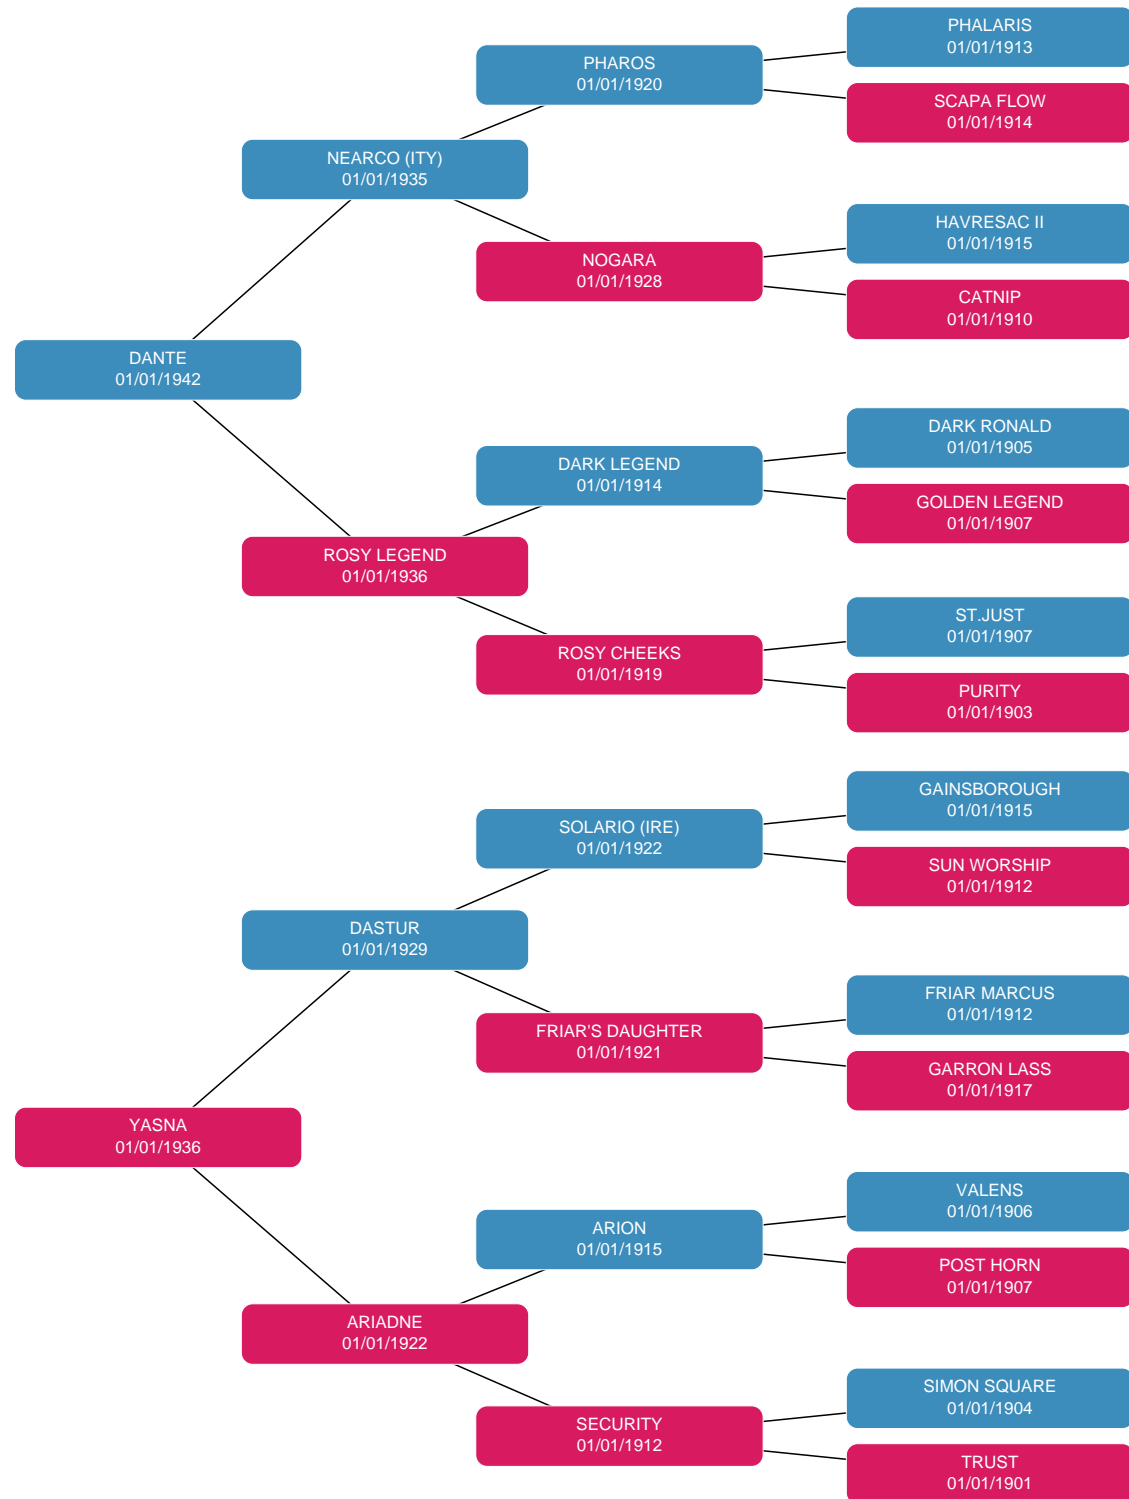 PHALARIS
01/01/1913
PHAROS
01/01/1920
SCAPA FLOW
01/01/1914
NEARCO (ITY)
01/01/1935
HAVRESAC II
01/01/1915
NOGARA
01/01/1928
CATNIP
01/01/1910
DANTE
01/01/1942
DARK RONALD
01/01/1905
DARK LEGEND
01/01/1914
GOLDEN LEGEND
01/01/1907
ROSY LEGEND
01/01/1936
ST.JUST
01/01/1907
ROSY CHEEKS
01/01/1919
PURITY
01/01/1903
GAINSBOROUGH
01/01/1915
SOLARIO (IRE)
01/01/1922
SUN WORSHIP
01/01/1912
DASTUR
01/01/1929
FRIAR MARCUS
01/01/1912
FRIAR'S DAUGHTER
01/01/1921
GARRON LASS
01/01/1917
YASNA
01/01/1936
VALENS
01/01/1906
ARION
01/01/1915
POST HORN
01/01/1907
ARIADNE
01/01/1922
SIMON SQUARE
01/01/1904
SECURITY
01/01/1912
TRUST
01/01/1901